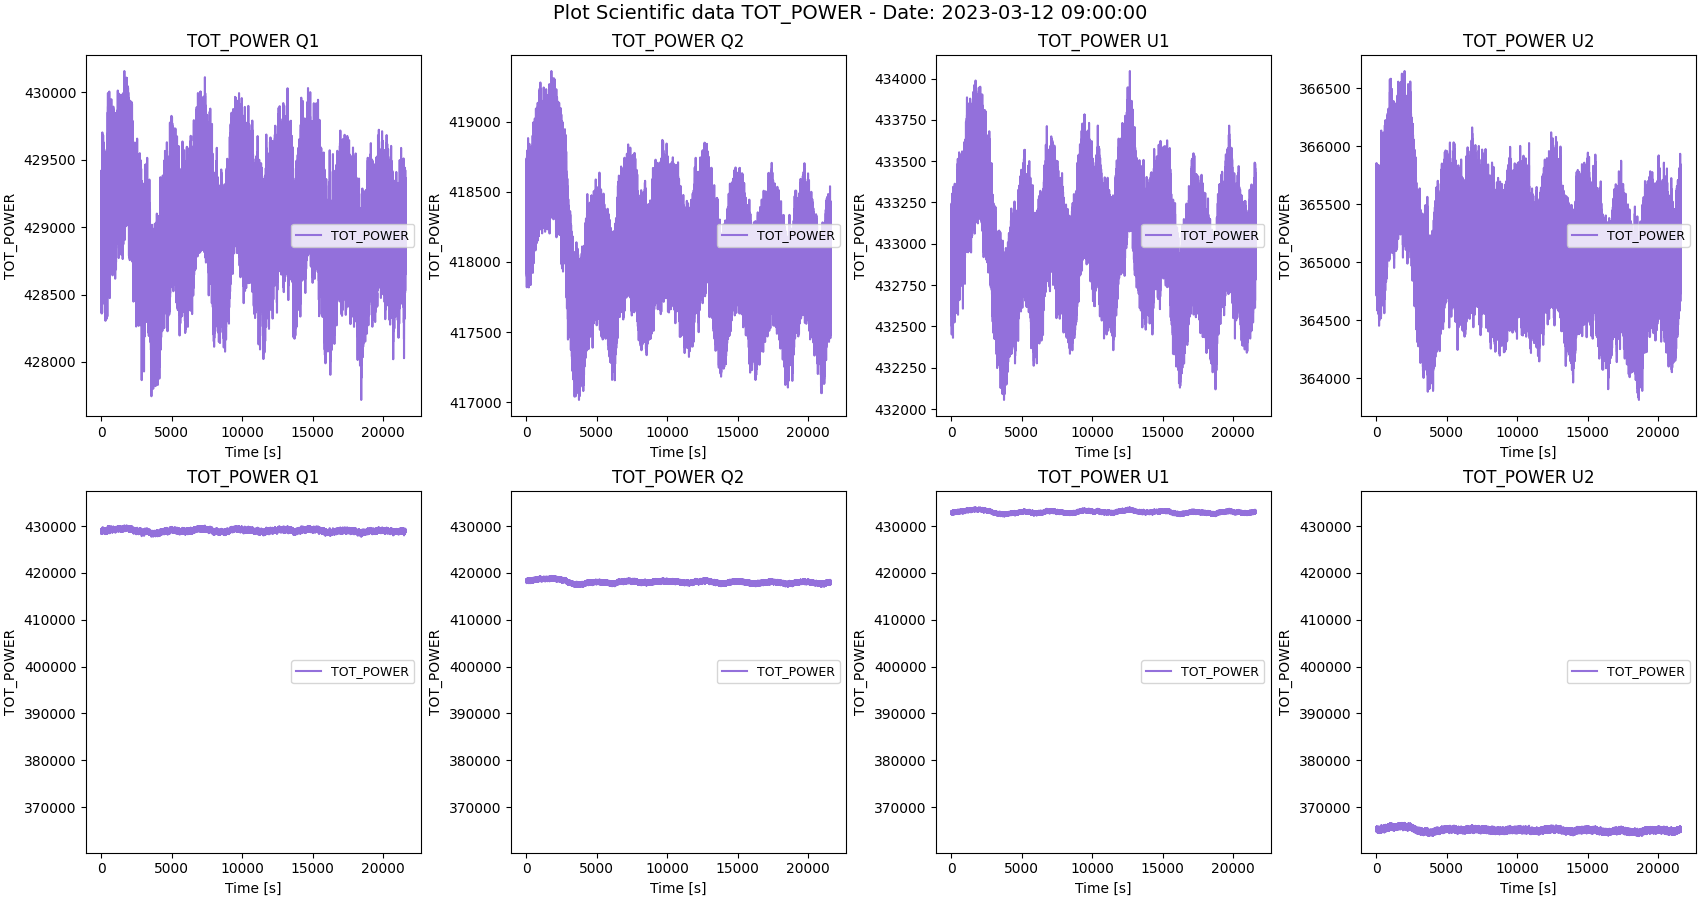 Plot Scientific data TOT_POWER - Date: 2023-03-12 09:00:00
TOT_POWER Q1
TOT_POWER
430000
429500
429000
428500
428000
TOT_POWER
0 5000 10000 15000 20000
Time [s]
TOT_POWER Q2
TOT_POWER
419000
418500
418000
417500
417000
TOT_POWER
0 5000 10000 15000 20000
Time [s]
TOT_POWER U1
TOT_POWER
434000
433750
433500
433250
433000
432750
432500
432250
432000
TOT_POWER
0 5000 10000 15000 20000
Time [s]
TOT_POWER U2
TOT_POWER
366500
366000
365500
365000
364500
364000
TOT_POWER
0 5000 10000 15000 20000
Time [s]
TOT_POWER Q1
TOT_POWER
430000
420000
410000
400000
390000
380000
370000
TOT_POWER
0 5000 10000 15000 20000
Time [s]
TOT_POWER Q2
TOT_POWER
430000
420000
410000
400000
390000
380000
370000
TOT_POWER
0 5000 10000 15000 20000
Time [s]
TOT_POWER U1
TOT_POWER
430000
420000
410000
400000
390000
380000
370000
TOT_POWER
0 5000 10000 15000 20000
Time [s]
TOT_POWER U2
TOT_POWER
430000
420000
410000
400000
390000
380000
370000
TOT_POWER
0 5000 10000 15000 20000
Time [s]